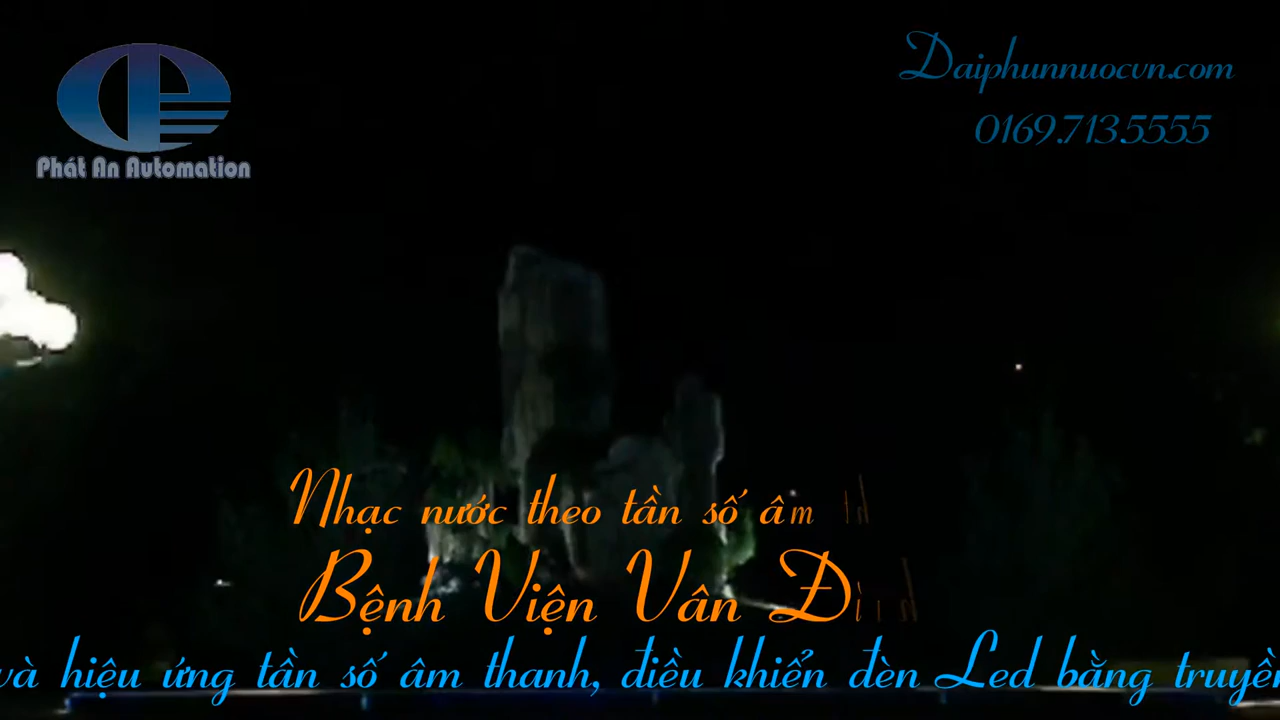 Phát An Automation
Daiphunnuocvn.com
0169.713.5555
Nhạc nước theo tần số âm
Bệnh Viện Vân
và hiệu ứng tần số âm thanh, điều khiển đèn Led bằng